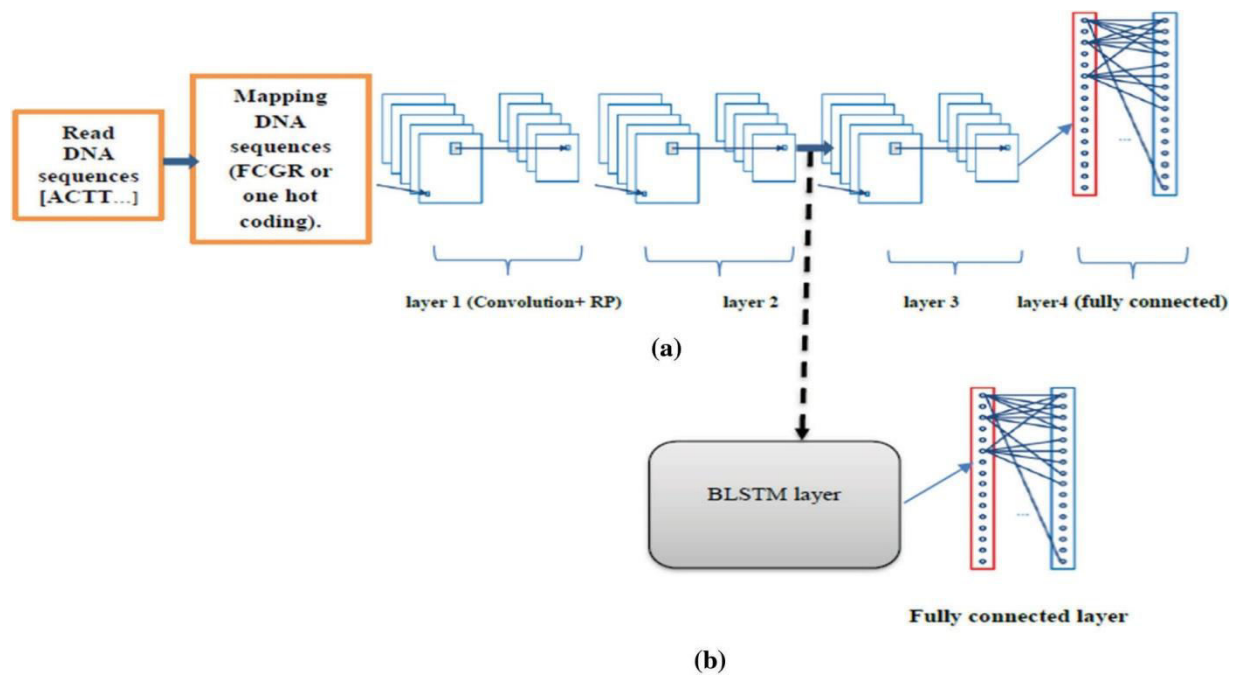 Read
DNA
sequences
[ACTT...]
Mapping
DNA
sequences
(FCGR or
one hot
coding).
...
layer 1 (Convolution+ RP)
layer 2
layer 3
layer4 (fully connected)
(a)
BLSTM layer
...
Fully connected layer
(b)